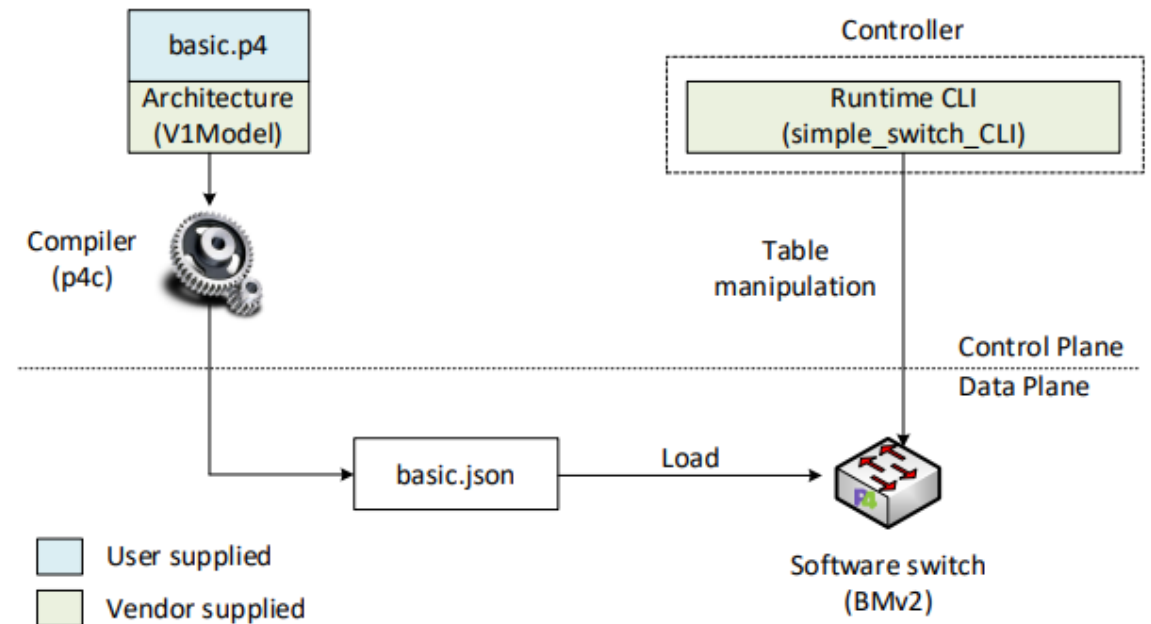 basic.p4
Architecture
(V1Model)
Compiler
(p4c)
Controller
Runtime CLI
(simple_switch_CLI)
Table
manipulation
Control Plane
Data Plane
basic.json
Load
P4
Software switch
(BMv2)
User supplied
Vendor supplied